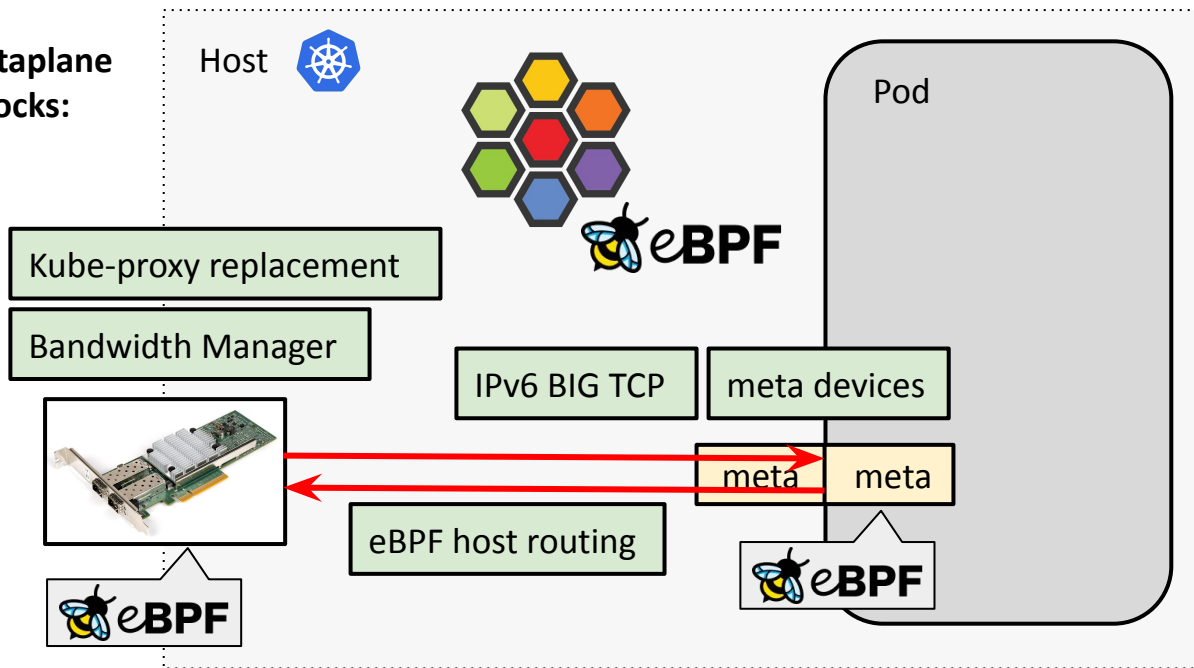 taplane
ocks:
Host
Pod
eBPF
Kube-proxy replacement
Bandwidth Manager
IPv6 BIG TCP
meta devices
meta
meta
eBPF host routing
eBPF
eBPF